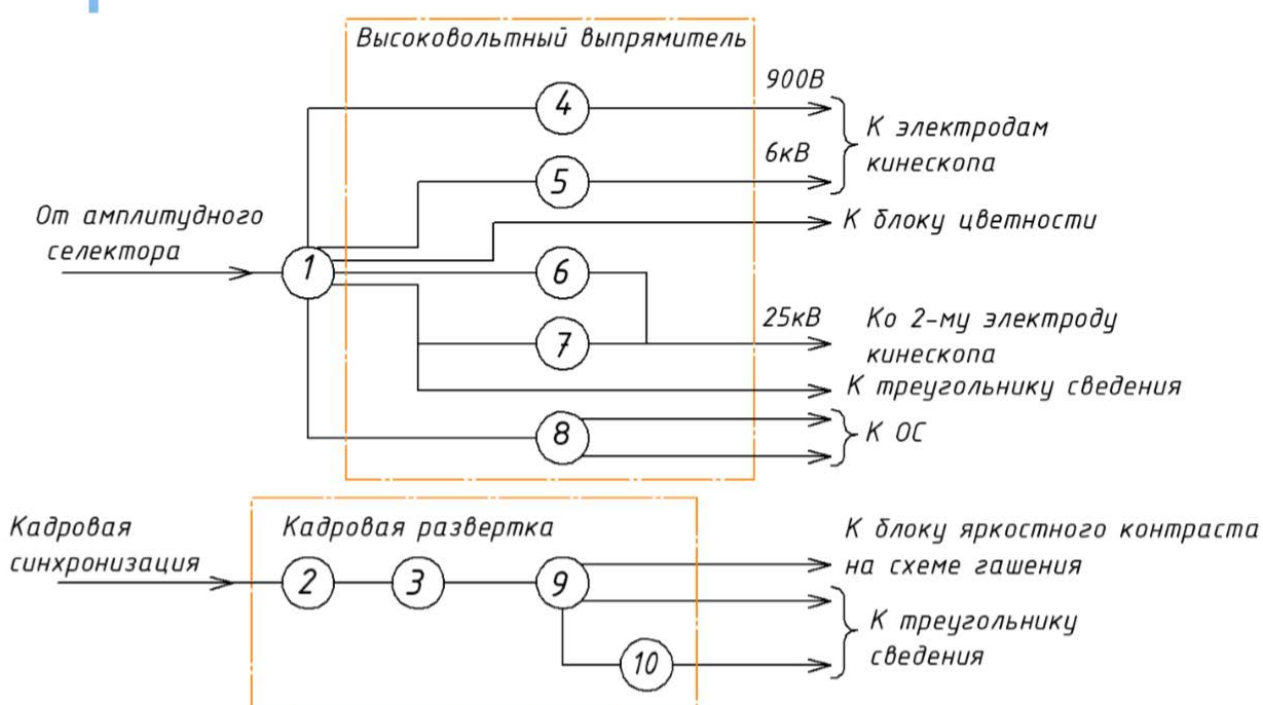 Высоковольтный выпрямитель
4
900В
К электродам
кинескопа
5
6кВ
От амплитудного
селектора
К блоку цветности
1
6
7
25кВ
Ко 2-му электроду
кинескопа
К треугольнику сведения
8
К ОС
Кадровая
синхронизация
Кадровая развертка
2
3
9
К блоку яркостного контраста
на схеме гашения
К треугольнику
сведения
10